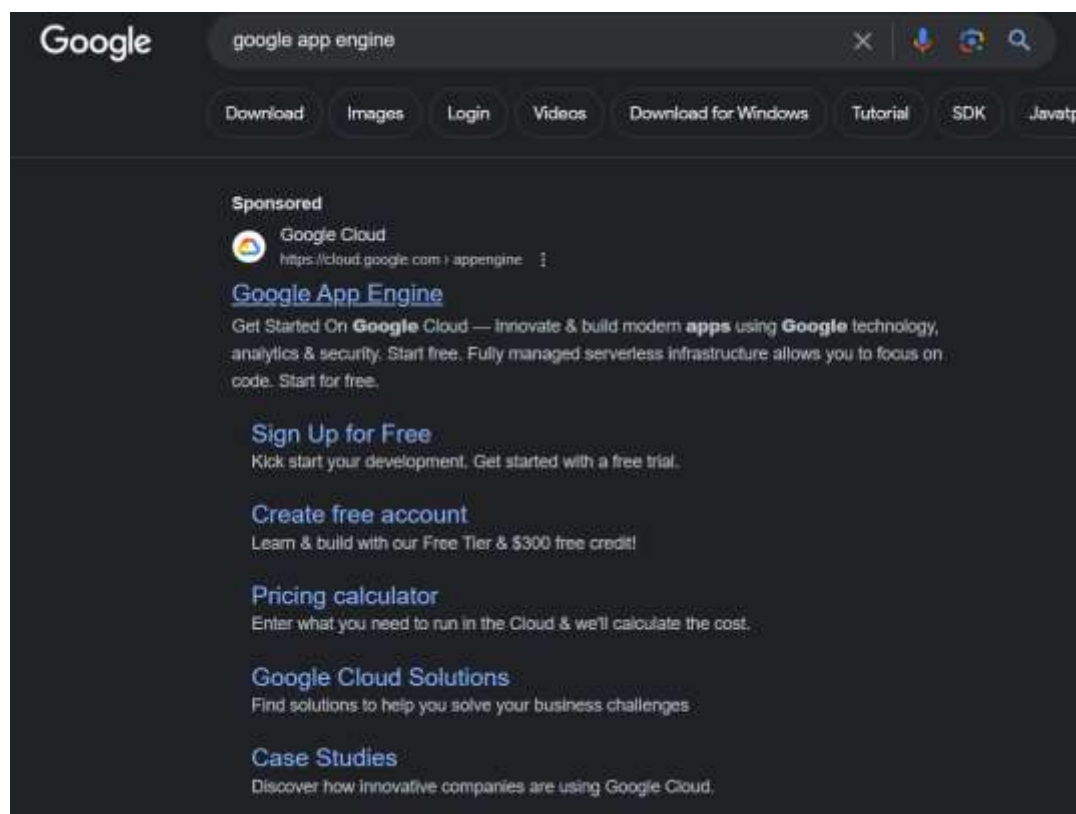 Google
google app engine
Download Images Login Videos Download for Windows Tutorial SDK Javatp
Sponsored
Google Cloud
https://cloud.google.com › appengine
Google App Engine
Get Started On Google Cloud — Innovate & build modern apps using Google technology,
analytics & security. Start free. Fully managed serverless infrastructure allows you to focus on
code. Start for free.
Sign Up for Free
Kick start your development. Get started with a free trial.
Create free account
Learn & build with our Free Tier & $300 free credit!
Pricing calculator
Enter what you need to run in the Cloud & we'll calculate the cost.
Google Cloud Solutions
Find solutions to help you solve your business challenges
Case Studies
Discover how innovative companies are using Google Cloud.